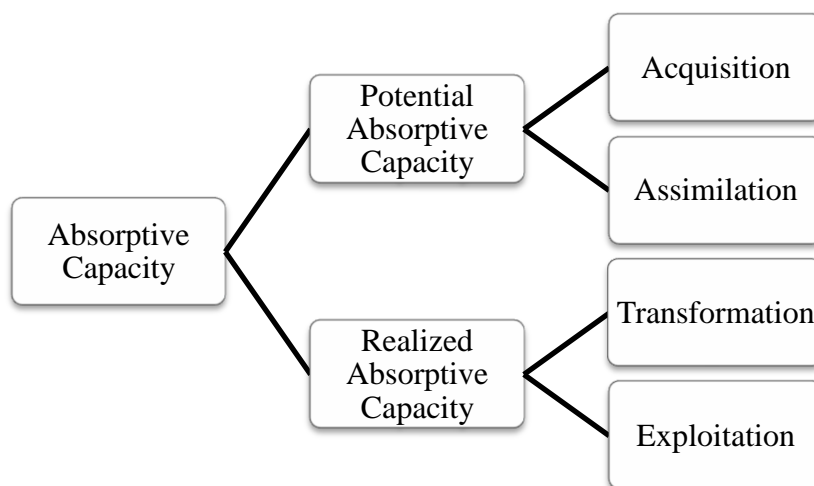 Absorptive
Capacity
Potential
Absorptive
Capacity
Acquisition
Assimilation
Realized
Absorptive
Capacity
Transformation
Exploitation